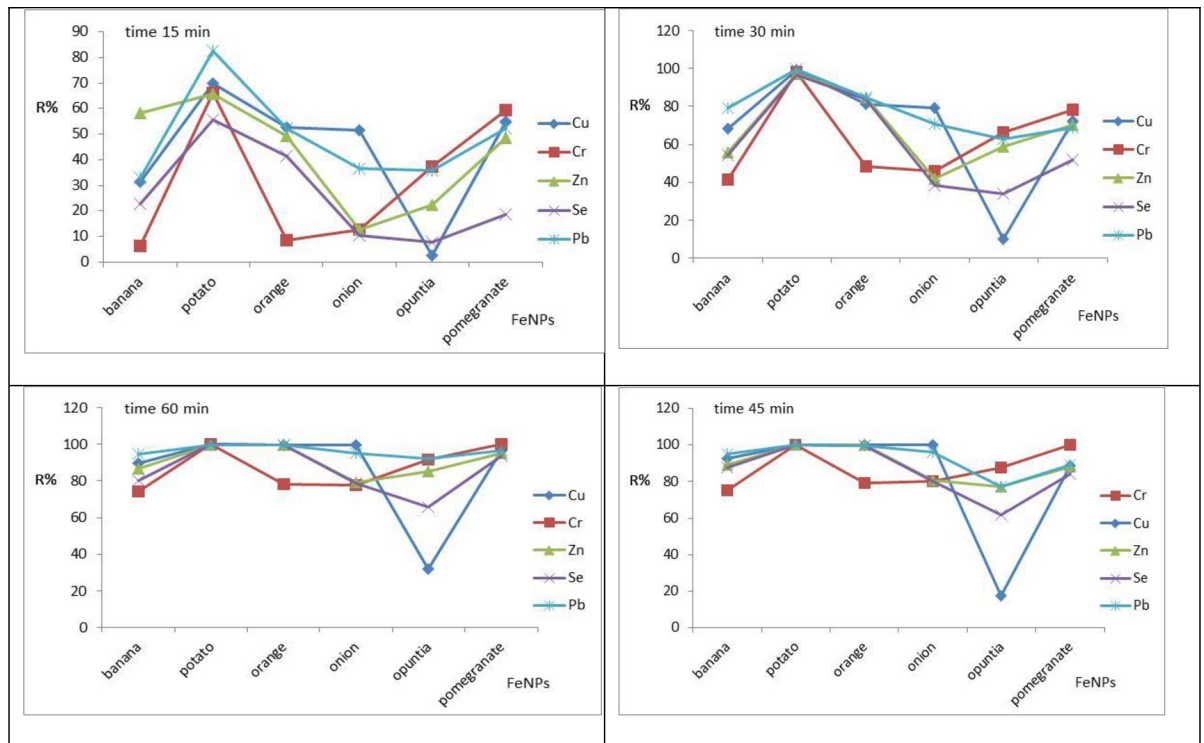 time 15 min
90
80
70
60
50
40
30
20
10
0
R%
Cu
Cr
Zn
Se
Pb
banana
potato
orange
onion
opuntia
pomegranate
FeNPs
time 30 min
120
100
80
60
40
20
0
R%
Cu
Cr
Zn
Se
Pb
banana
potato
orange
onion
opuntia
pomegranate
FeNPs
time 60 min
120
100
80
60
40
20
0
R%
Cu
Cr
Zn
Se
Pb
banana
potato
orange
onion
opuntia
pomegranate
FeNPs
time 45 min
120
100
80
60
40
20
0
R%
Cr
Cu
Zn
Se
Pb
banana
potato
orange
onion
opuntia
pomegranate
FeNPs